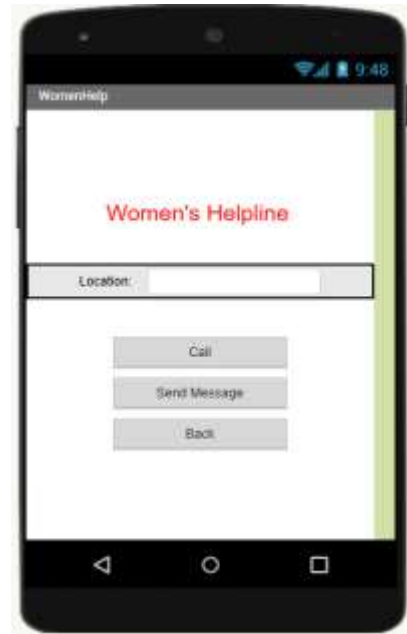 9:48
WomenHelp
Women's Helpline
Location:
Call
Send Message
Back